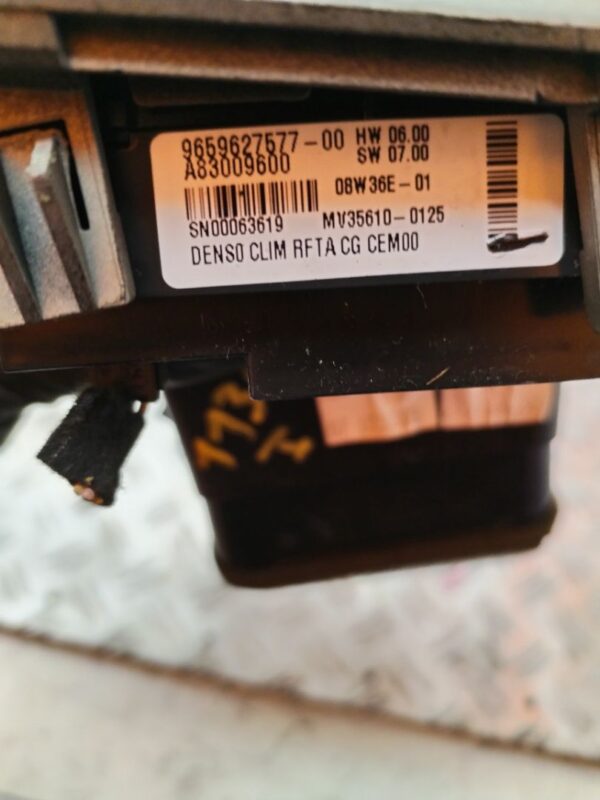 9659627577-00 HW 06.00
A83009600 SW 07.00
08W36E-01
SN00063619 MV35610-0125
DENSO CLIM RFTA CG CEM00
113
I